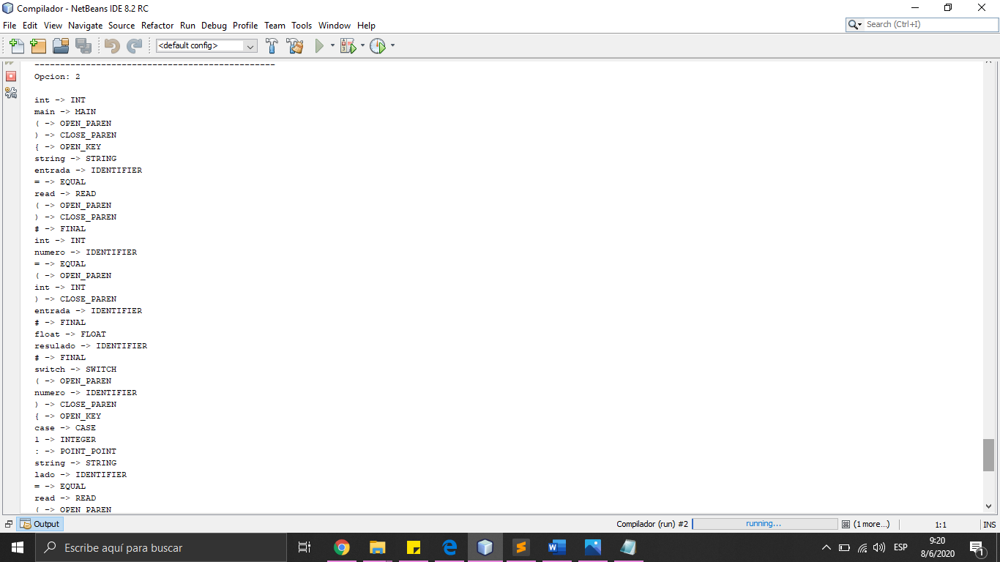 Compilador - NetBeans IDE 8.2 RC
File Edit View Navigate Source Refactor Run Debug Profile Team Tools Window Help
Search (Ctrl+I)
<default config>
-----------------------------------------------
Opcion: 2
int -> INT
main -> MAIN
( -> OPEN_PAREN
) -> CLOSE_PAREN
{ -> OPEN_KEY
string -> STRING
entrada -> IDENTIFIER
= -> EQUAL
read -> READ
( -> OPEN_PAREN
) -> CLOSE_PAREN
# -> FINAL
int -> INT
numero -> IDENTIFIER
= -> EQUAL
( -> OPEN_PAREN
int -> INT
) -> CLOSE_PAREN
entrada -> IDENTIFIER
# -> FINAL
float -> FLOAT
resulado -> IDENTIFIER
# -> FINAL
switch -> SWITCH
( -> OPEN_PAREN
numero -> IDENTIFIER
) -> CLOSE_PAREN
{ -> OPEN_KEY
case -> CASE
1 -> INTEGER
: -> POINT_POINT
string -> STRING
lado -> IDENTIFIER
= -> EQUAL
read -> READ
( -> OPEN_PAREN
Output
Compilador (run) #2 running... (1 more...) 1:1 INS
Escribe aquí para buscar
ESP
9:20
8/6/2020
1